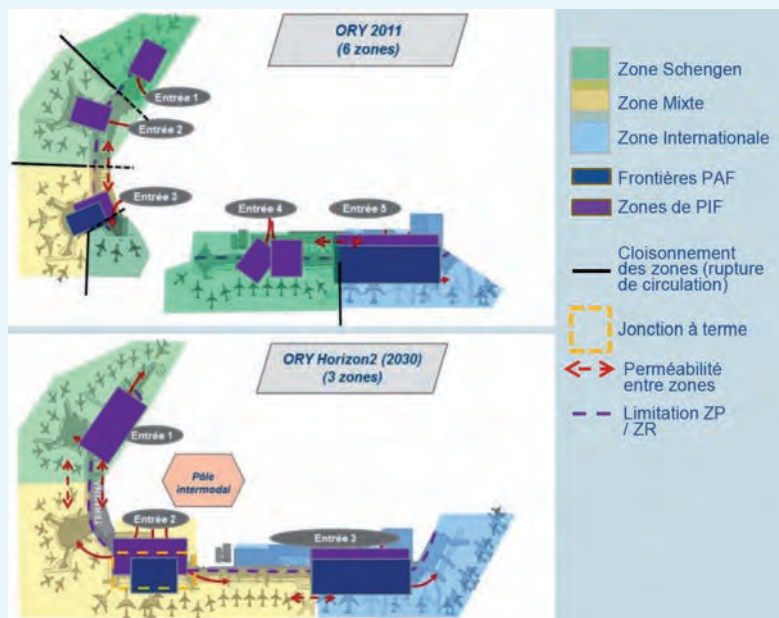 ORY 2011
(6 zones)
Entrée 1
Entrée 2
Entrée 3
Entrée 4
Entrée 5
ORY Horizon2 (2030)
(3 zones)
Entrée 1
Pôle
intermodal
Entrée 2
Entrée 3
Zone Schengen
Zone Mixte
Zone Internationale
Frontières PAF
Zones de PIF
Cloisonnement
des zones (rupture
de circulation)
Jonction à terme
Perméabilité
entre zones
Limitation ZP
/ ZR